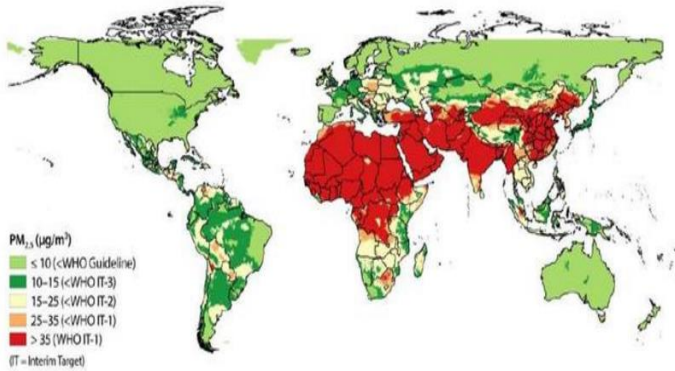 PM2.5 (μg/m³)
≤ 10 (<WHO Guideline)
10–15 (<WHO IT-3)
15–25 (<WHO IT-2)
25–35 (<WHO IT-1)
> 35 (WHO IT-1)
(IT = Interim Target)